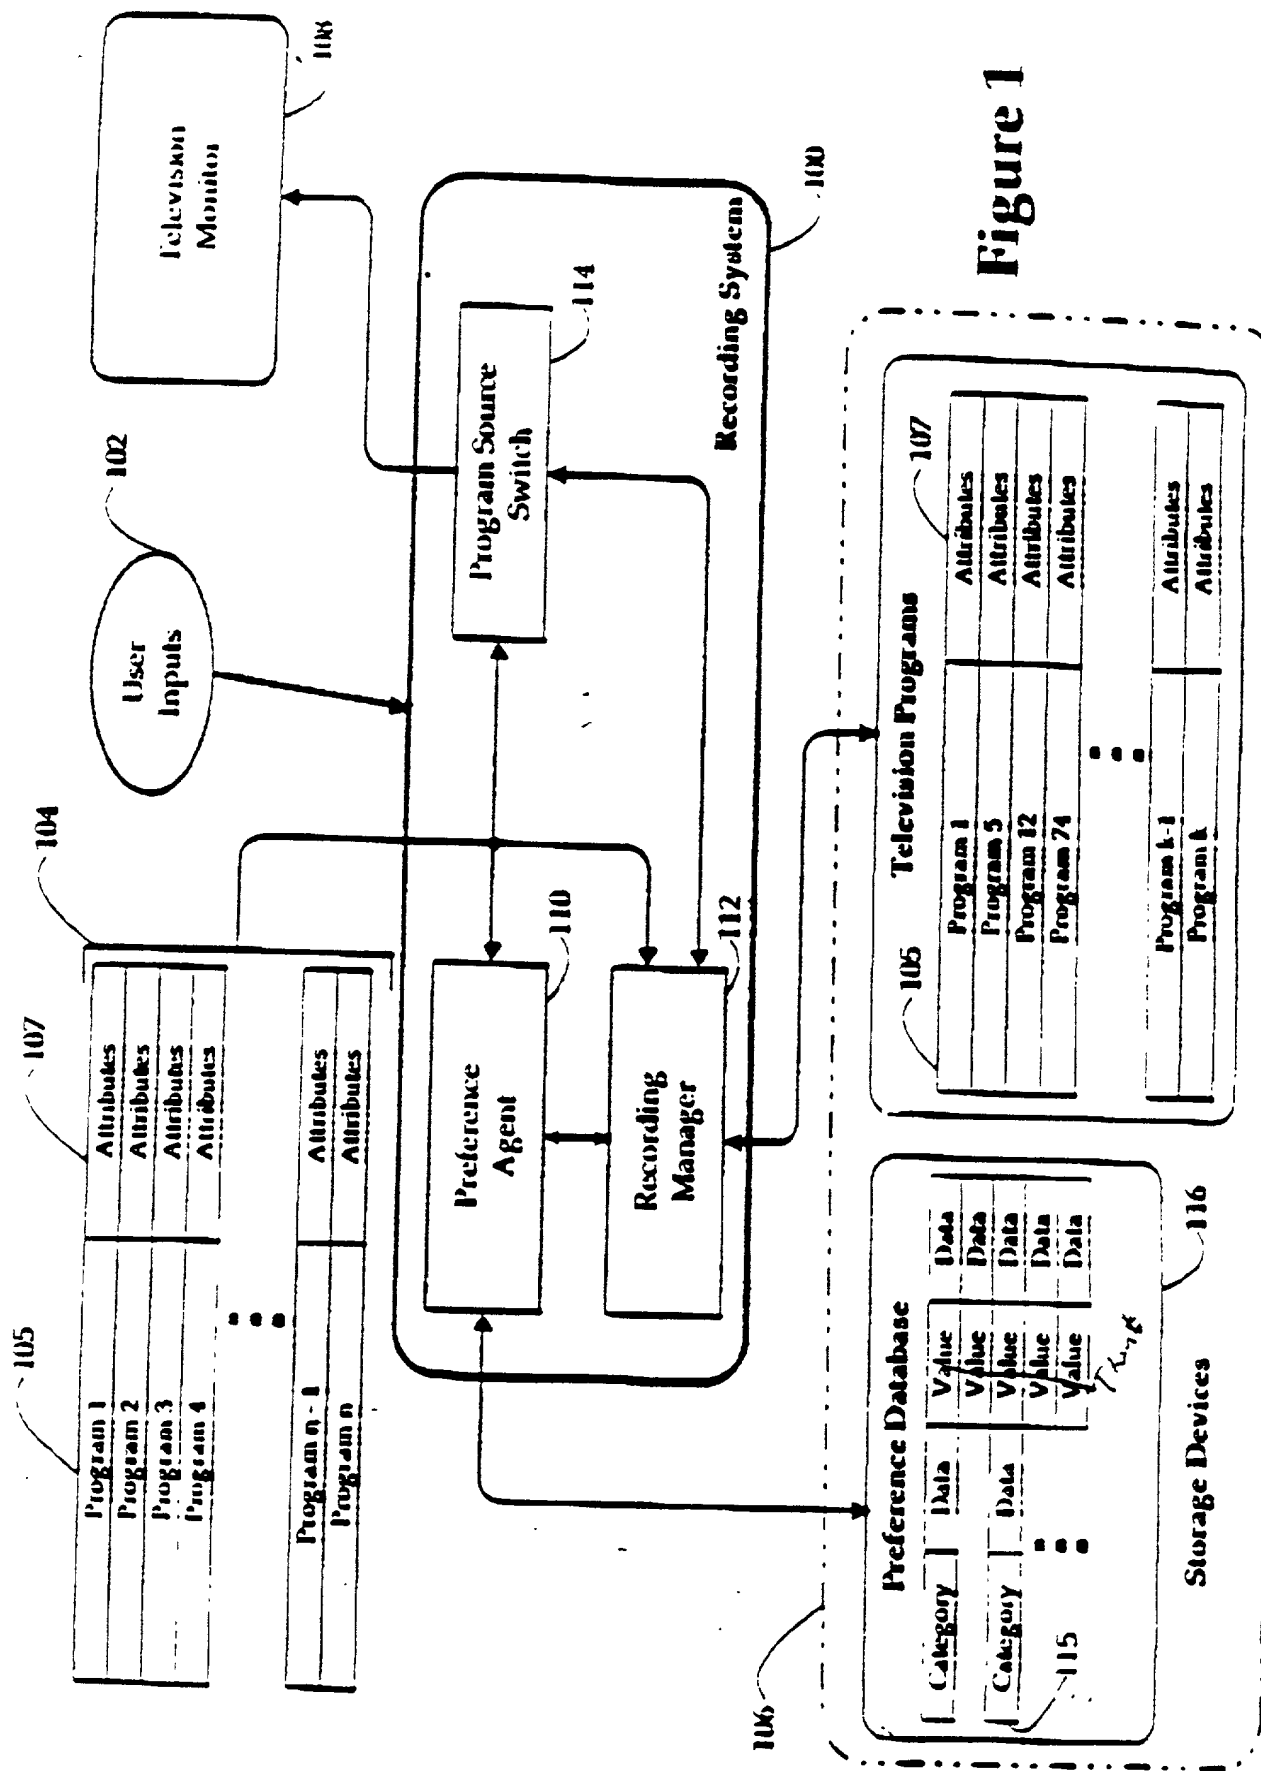 105
107
104
Program 1 Attributes
Program 2 Attributes
Program 3 Attributes
Program 4 Attributes
Program n - 1 Attributes
Program n Attributes
User
Inputs
102
Television
Monitor
108
Preference
Agent
110
Recording
Manager
112
Program Source
Switch
114
Recording System
100
106
Preference Database
Category Data Value Data
Value Data
Category Data Value Data
Value Data
Value Data
115
116
Storage Devices
Television Programs
105
107
Program 1 Attributes
Program 5 Attributes
Program 12 Attributes
Program 74 Attributes
Program k-1 Attributes
Program k Attributes
Figure 1